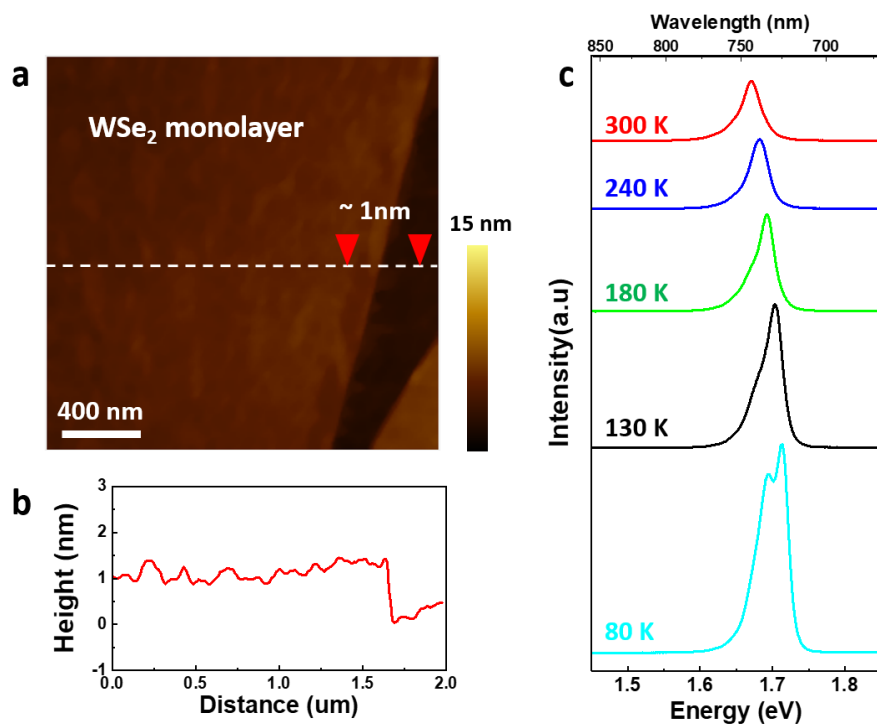 a
WSe₂ monolayer
~ 1nm
400 nm
15 nm
b
Height (nm)
3
2
1
0
-1
0.0 0.5 1.0 1.5 2.0
Distance (um)
c
Wavelength (nm)
850 800 750 700
Intensity(a.u)
300 K
240 K
180 K
130 K
80 K
1.5 1.6 1.7 1.8
Energy (eV)